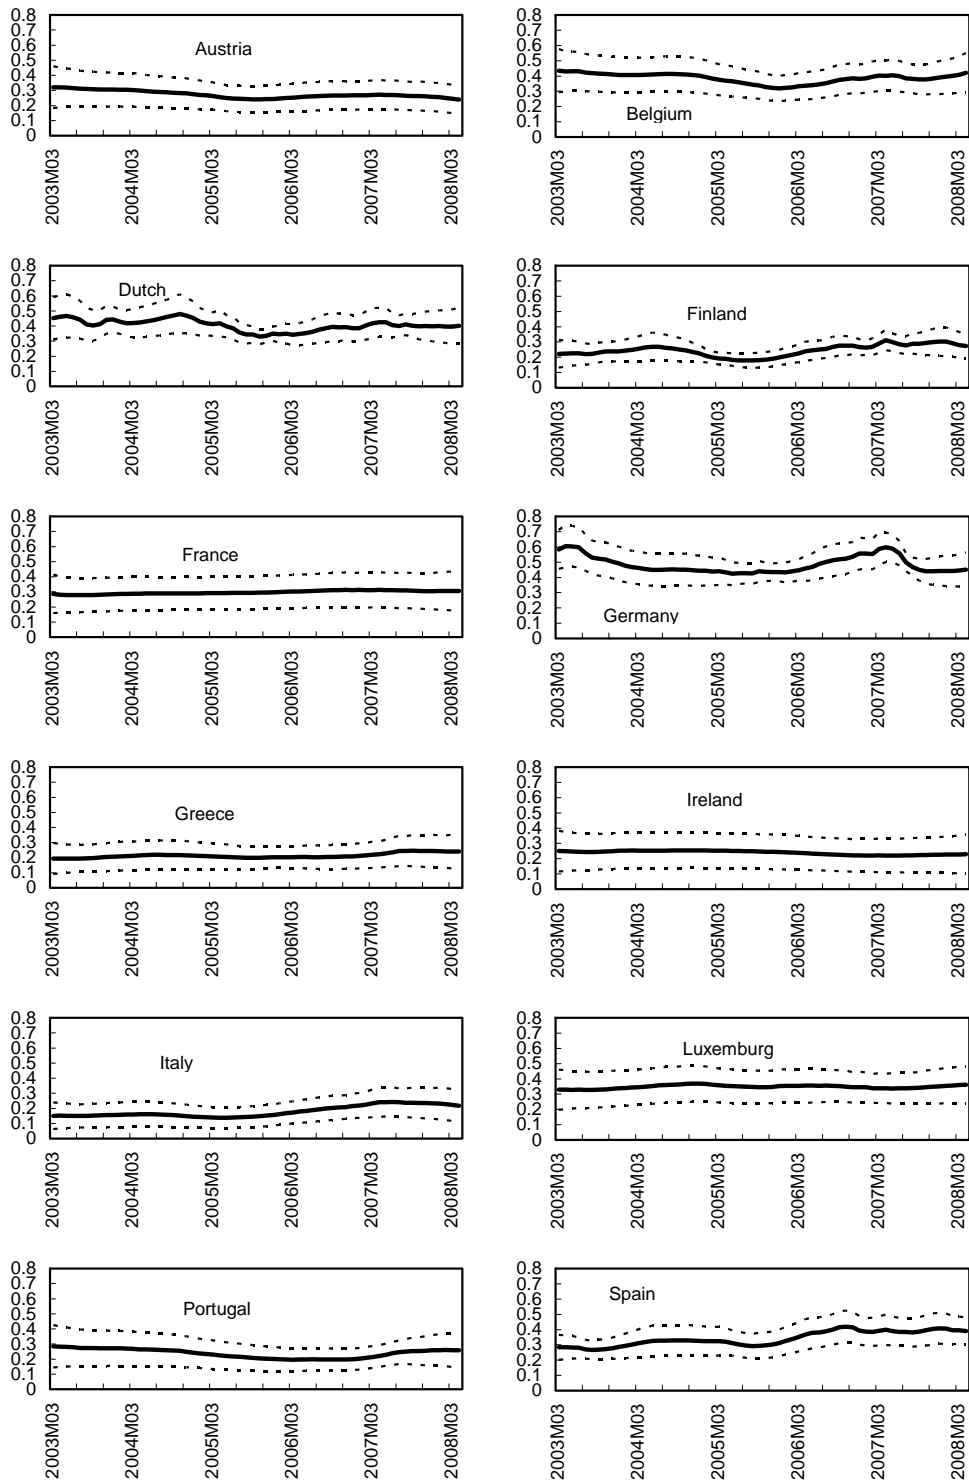 0.8
0.7
0.6
0.5
0.4
0.3
0.2
0.1
0
Austria
2003M03
2004M03
2005M03
2006M03
2007M03
2008M03
0.8
0.7
0.6
0.5
0.4
0.3
0.2
0.1
0
Belgium
2003M03
2004M03
2005M03
2006M03
2007M03
2008M03
0.8
0.7
0.6
0.5
0.4
0.3
0.2
0.1
0
Dutch
2003M03
2004M03
2005M03
2006M03
2007M03
2008M03
0.8
0.7
0.6
0.5
0.4
0.3
0.2
0.1
0
Finland
2003M03
2004M03
2005M03
2006M03
2007M03
2008M03
0.8
0.7
0.6
0.5
0.4
0.3
0.2
0.1
0
France
2003M03
2004M03
2005M03
2006M03
2007M03
2008M03
0.8
0.7
0.6
0.5
0.4
0.3
0.2
0.1
0
Germany
2003M03
2004M03
2005M03
2006M03
2007M03
2008M03
0.8
0.7
0.6
0.5
0.4
0.3
0.2
0.1
0
Greece
2003M03
2004M03
2005M03
2006M03
2007M03
2008M03
0.8
0.7
0.6
0.5
0.4
0.3
0.2
0.1
0
Ireland
2003M03
2004M03
2005M03
2006M03
2007M03
2008M03
0.8
0.7
0.6
0.5
0.4
0.3
0.2
0.1
0
Italy
2003M03
2004M03
2005M03
2006M03
2007M03
2008M03
0.8
0.7
0.6
0.5
0.4
0.3
0.2
0.1
0
Luxemburg
2003M03
2004M03
2005M03
2006M03
2007M03
2008M03
0.8
0.7
0.6
0.5
0.4
0.3
0.2
0.1
0
Portugal
2003M03
2004M03
2005M03
2006M03
2007M03
2008M03
0.8
0.7
0.6
0.5
0.4
0.3
0.2
0.1
0
Spain
2003M03
2004M03
2005M03
2006M03
2007M03
2008M03